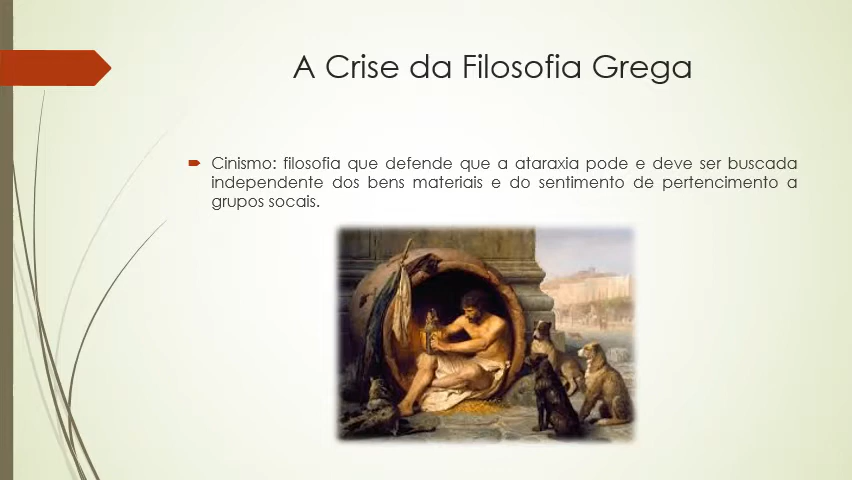 A Crise da Filosofia Grega
Cinismo: filosofia que defende que a ataraxia pode e deve ser buscada
independente dos bens materiais e do sentimento de pertencimento a
grupos socais.